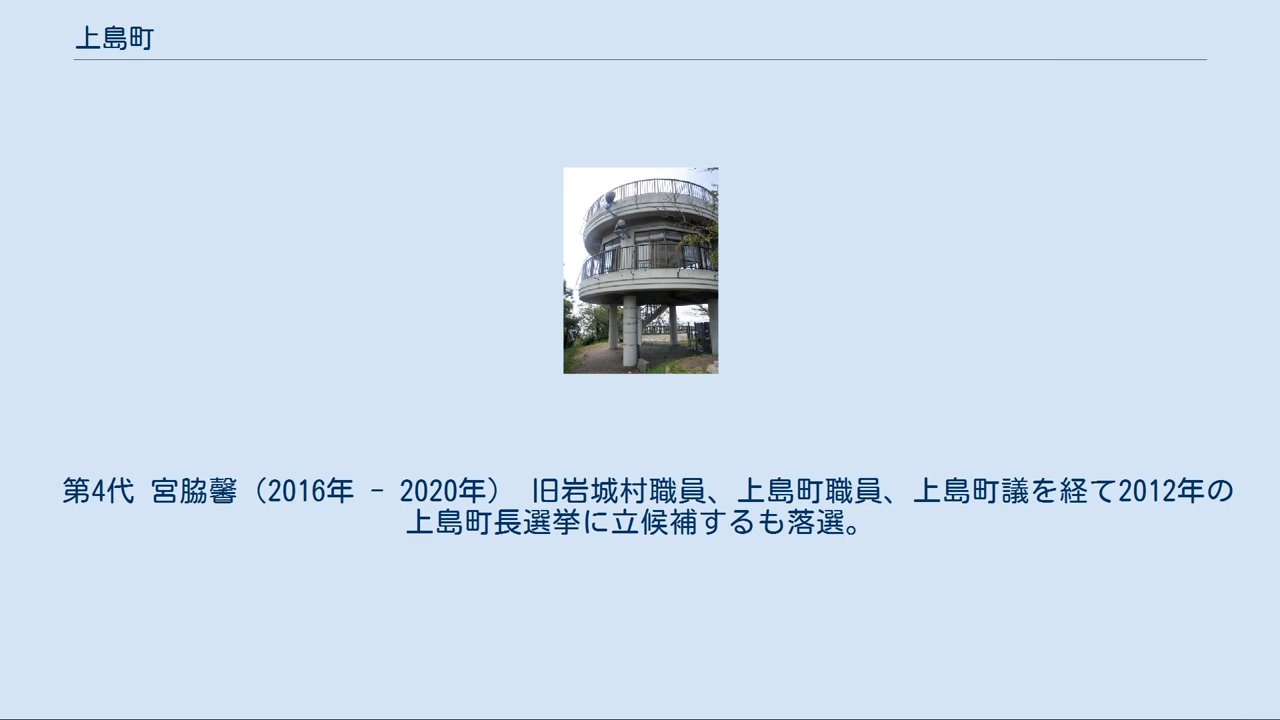 上島町
第4代 宮脇馨（2016年 - 2020年） 旧岩城村職員、上島町職員、上島町議を経て2012年の
上島町長選挙に立候補するも落選。